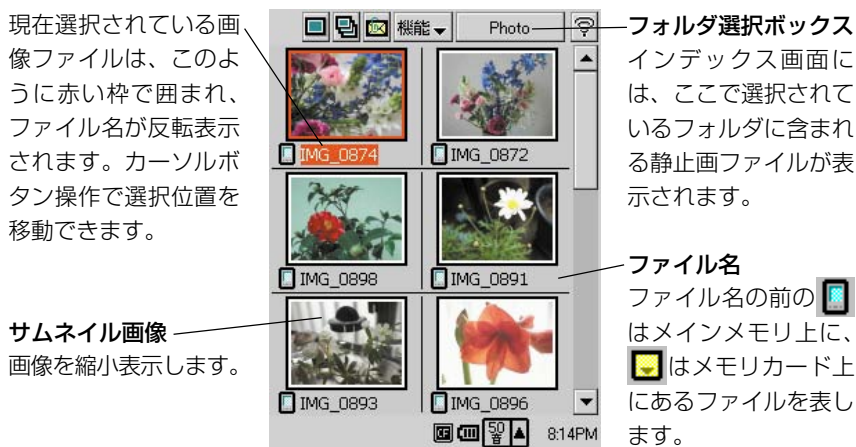 現在選択されている画
像ファイルは、このよ
うに赤い枠で囲まれ、
ファイル名が反転表示
されます。カーソルボ
タン操作で選択位置を
移動できます。
サムネイル画像
画像を縮小表示します。
機能
Photo
IMG_0874
IMG_0872
IMG_0898
IMG_0891
IMG_0893
IMG_0896
CF
50
音
8:14PM
フォルダ選択ボックス
インデックス画面に
は、ここで選択されて
いるフォルダに含まれ
る静止画ファイルが表
示されます。
ファイル名
ファイル名の前の
はメインメモリ上に、
はメモリカード上
にあるファイルを表し
ます。